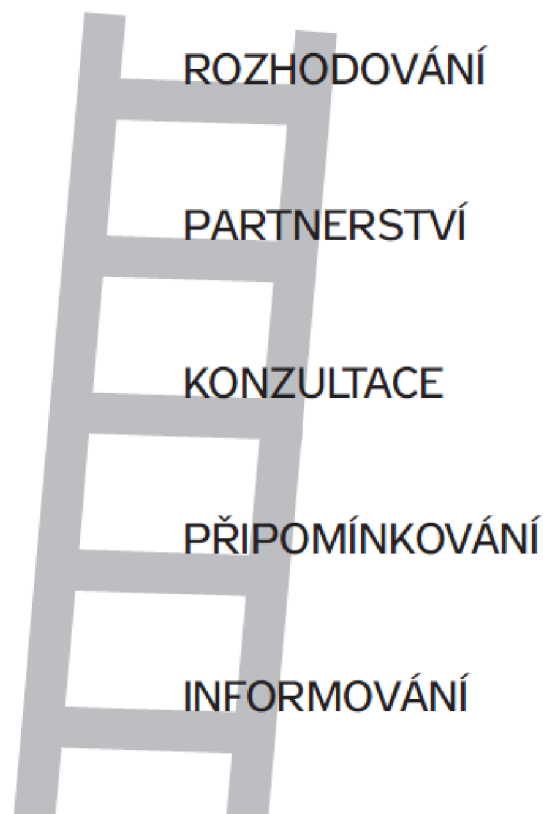 ROZHODOVÁNÍ
PARTNERSTVÍ
KONZULTACE
PŘIPOMÍNKOVÁNÍ
INFORMOVÁNÍ